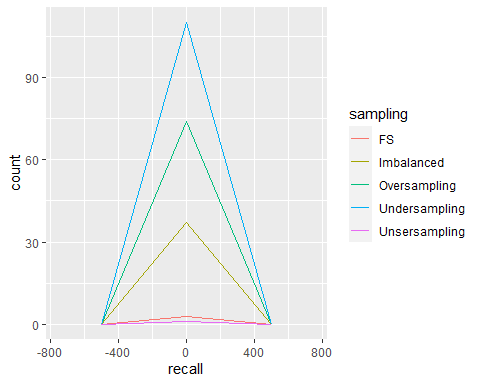 90
60
30
0
count
-800
-400
0
400
800
recall
sampling
FS
Imbalanced
Oversampling
Undersampling
Unsersampling